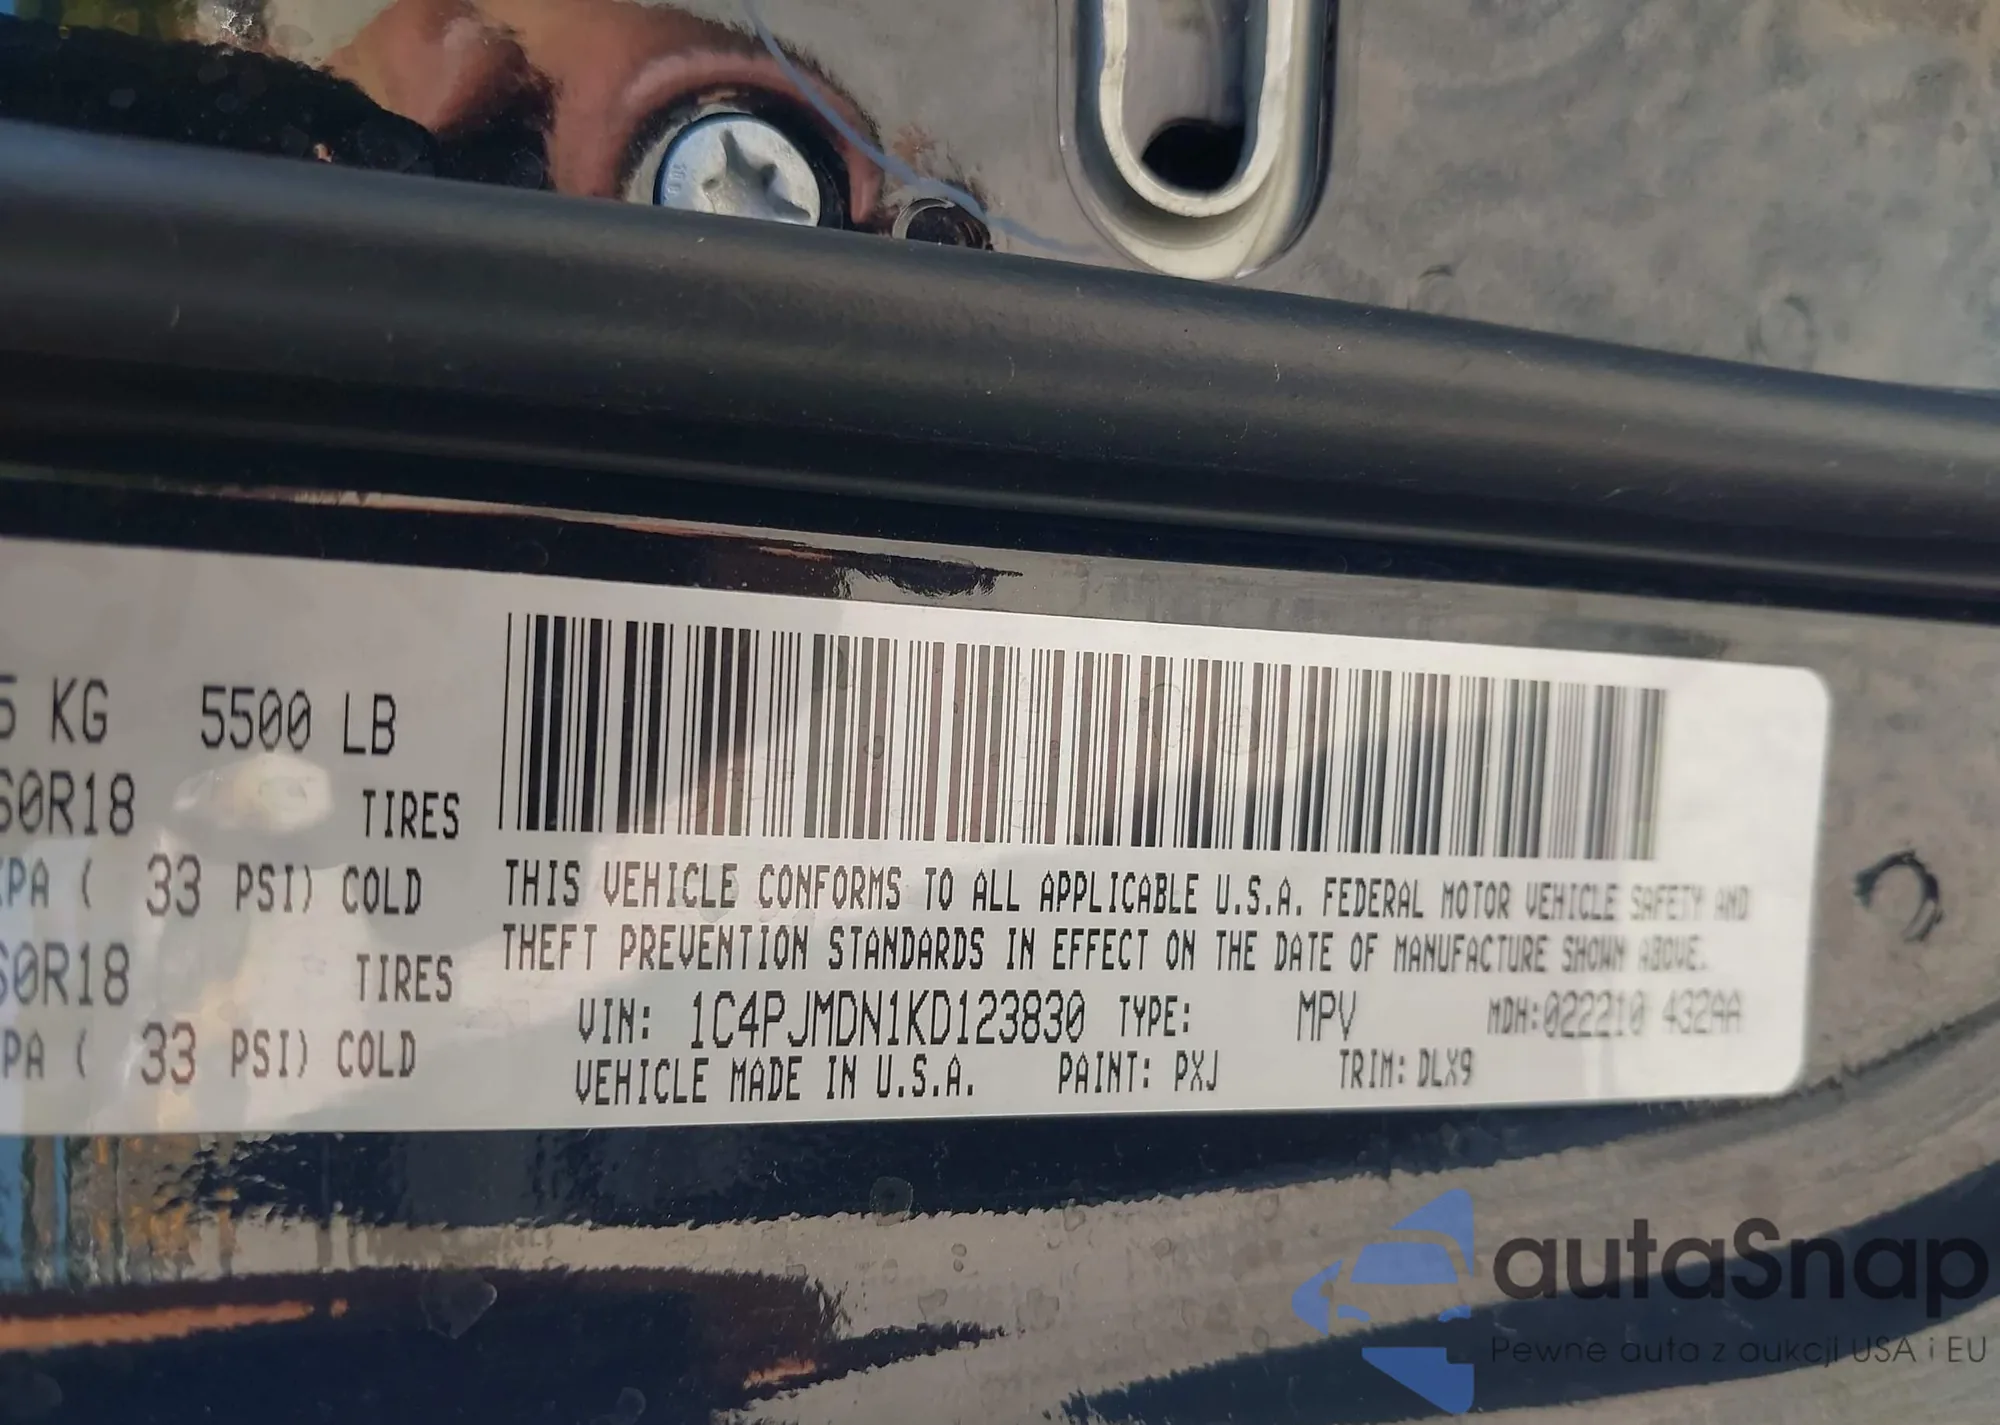 5 KG 5500 LB
60R18 TIRES
KPA ( 33 PSI) COLD
60R18 TIRES
KPA ( 33 PSI) COLD
THIS VEHICLE CONFORMS TO ALL APPLICABLE U.S.A. FEDERAL MOTOR VEHICLE SAFETY AND
THEFT PREVENTION STANDARDS IN EFFECT ON THE DATE OF MANUFACTURE SHOWN ABOVE.
VIN: 1C4PJMDN1KD123830 TYPE: MPV MDH:022210 432AA
VEHICLE MADE IN U.S.A. PAINT: PXJ TRIM: DLX9
autaSnap
Pewne auta z aukcji USA i EU